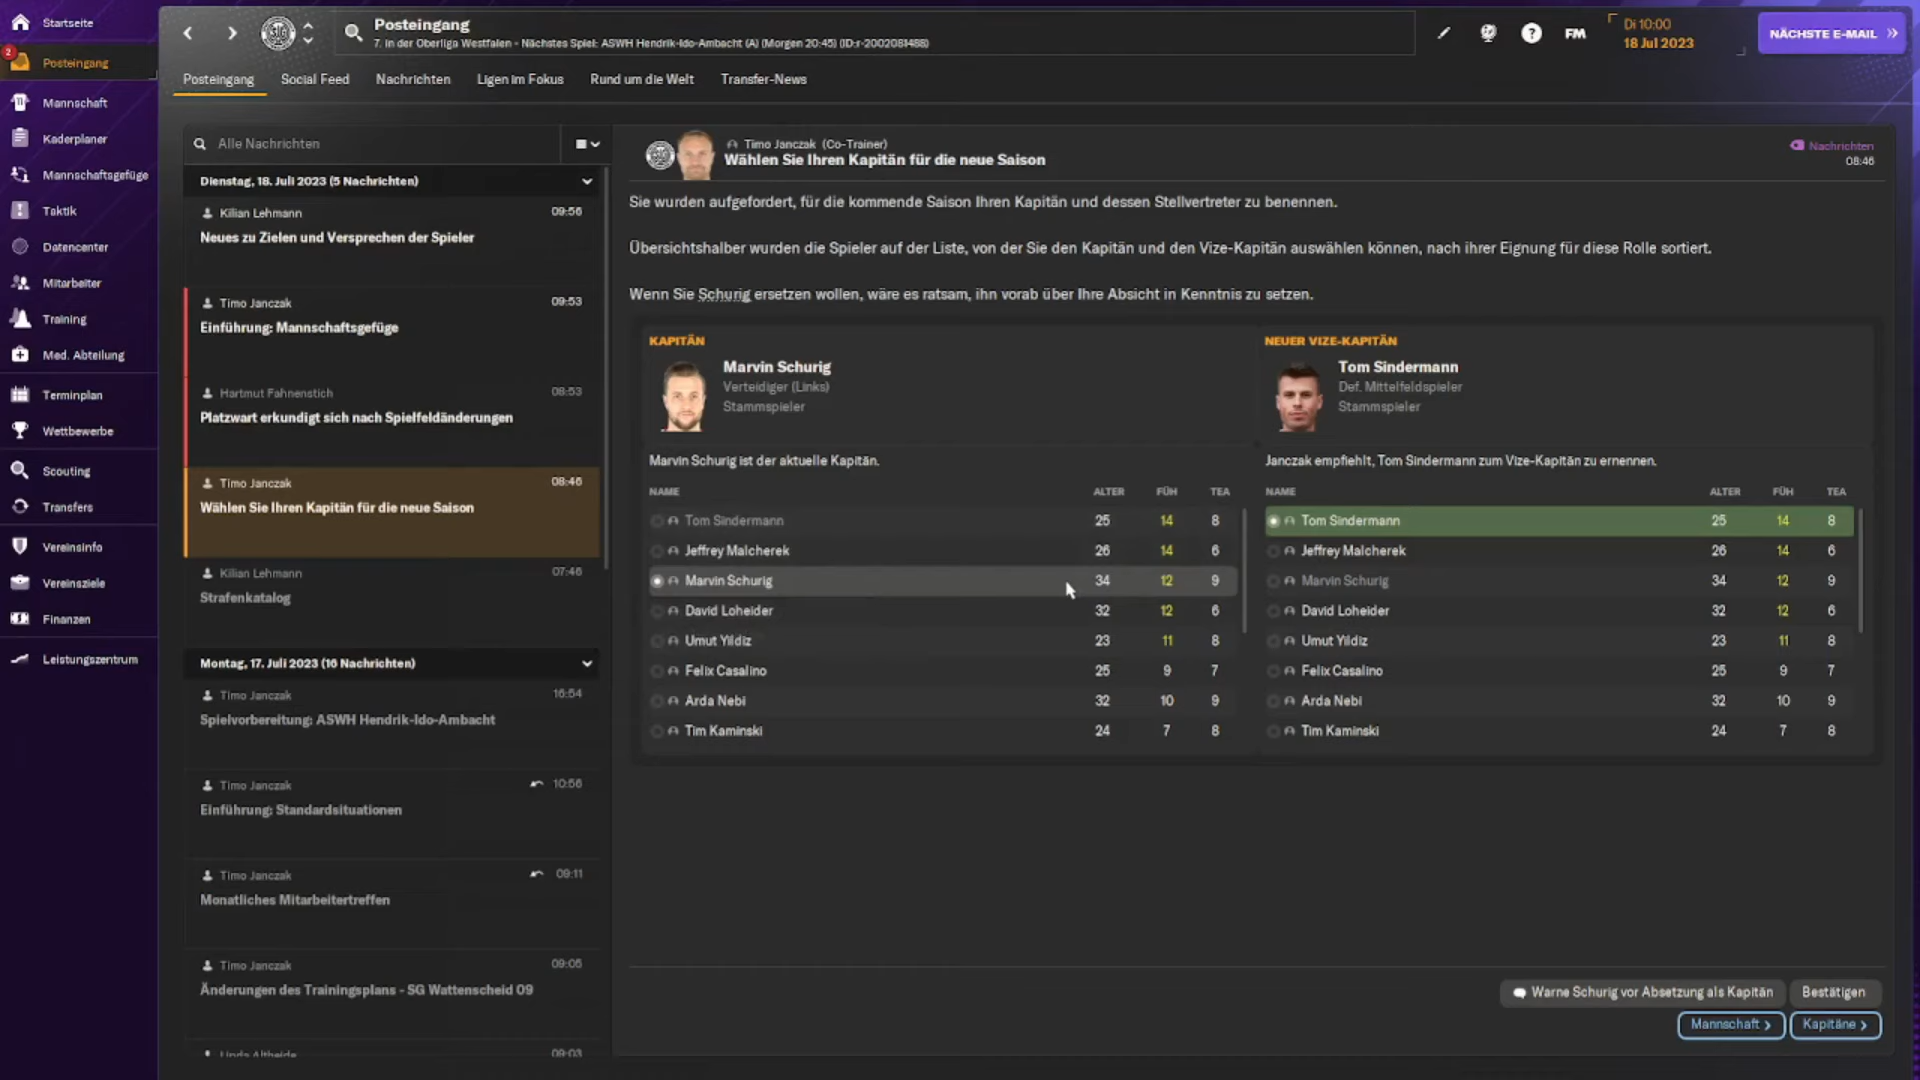 Startseite
2
Posteingang
Mannschaft
Kaderplaner
Mannschaftsgefüge
Taktik
Datencenter
Mitarbeiter
Training
Med. Abteilung
Terminplan
Wettbewerbe
Scouting
Transfers
Vereinsinfo
Vereinsziele
Finanzen
Leistungszentrum
Posteingang
7. in der Oberliga Westfalen - Nächstes Spiel: ASWH Hendrik-Ido-Ambacht (A) (Morgen 20:45) (ID:r-2002081488)
FM
Di 10:00
18 Jul 2023
NÄCHSTE E-MAIL
Posteingang Social Feed Nachrichten Ligen im Fokus Rund um die Welt Transfer-News
Alle Nachrichten
Dienstag, 18. Juli 2023 (5 Nachrichten)
Kilian Lehmann 09:56
Neues zu Zielen und Versprechen der Spieler
Timo Janczak 09:53
Einführung: Mannschaftsgefüge
Hartmut Fahnenstich 08:53
Platzwart erkundigt sich nach Spielfeldänderungen
Timo Janczak 08:46
Wählen Sie Ihren Kapitän für die neue Saison
Kilian Lehmann 07:46
Strafenkatalog
Montag, 17. Juli 2023 (16 Nachrichten)
Timo Janczak 16:54
Spielvorbereitung: ASWH Hendrik-Ido-Ambacht
Timo Janczak 10:56
Einführung: Standardsituationen
Timo Janczak 09:11
Monatliches Mitarbeitertreffen
Timo Janczak 09:05
Änderungen des Trainingsplans - SG Wattenscheid 09
Linda Altheide 09:03
Timo Janczak (Co-Trainer)
Wählen Sie Ihren Kapitän für die neue Saison
Nachrichten
08:46
Sie wurden aufgefordert, für die kommende Saison Ihren Kapitän und dessen Stellvertreter zu benennen.
Übersichtshalber wurden die Spieler auf der Liste, von der Sie den Kapitän und den Vize-Kapitän auswählen können, nach ihrer Eignung für diese Rolle sortiert.
Wenn Sie Schurig ersetzen wollen, wäre es ratsam, ihn vorab über Ihre Absicht in Kenntnis zu setzen.
KAPITÄN
Marvin Schurig
Verteidiger (Links)
Stammspieler
Marvin Schurig ist der aktuelle Kapitän.
NAME ALTER FÜH TEA
Tom Sindermann 25 14 8
Jeffrey Malcherek 26 14 6
Marvin Schurig 34 12 9
David Loheider 32 12 6
Umut Yildiz 23 11 8
Felix Casalino 25 9 7
Arda Nebi 32 10 9
Tim Kaminski 24 7 8
NEUER VIZE-KAPITÄN
Tom Sindermann
Def. Mittelfeldspieler
Stammspieler
Janczak empfiehlt, Tom Sindermann zum Vize-Kapitän zu ernennen.
NAME ALTER FÜH TEA
Tom Sindermann 25 14 8
Jeffrey Malcherek 26 14 6
Marvin Schurig 34 12 9
David Loheider 32 12 6
Umut Yildiz 23 11 8
Felix Casalino 25 9 7
Arda Nebi 32 10 9
Tim Kaminski 24 7 8
Warne Schurig vor Absetzung als Kapitän
Bestätigen
Mannschaft
Kapitäne